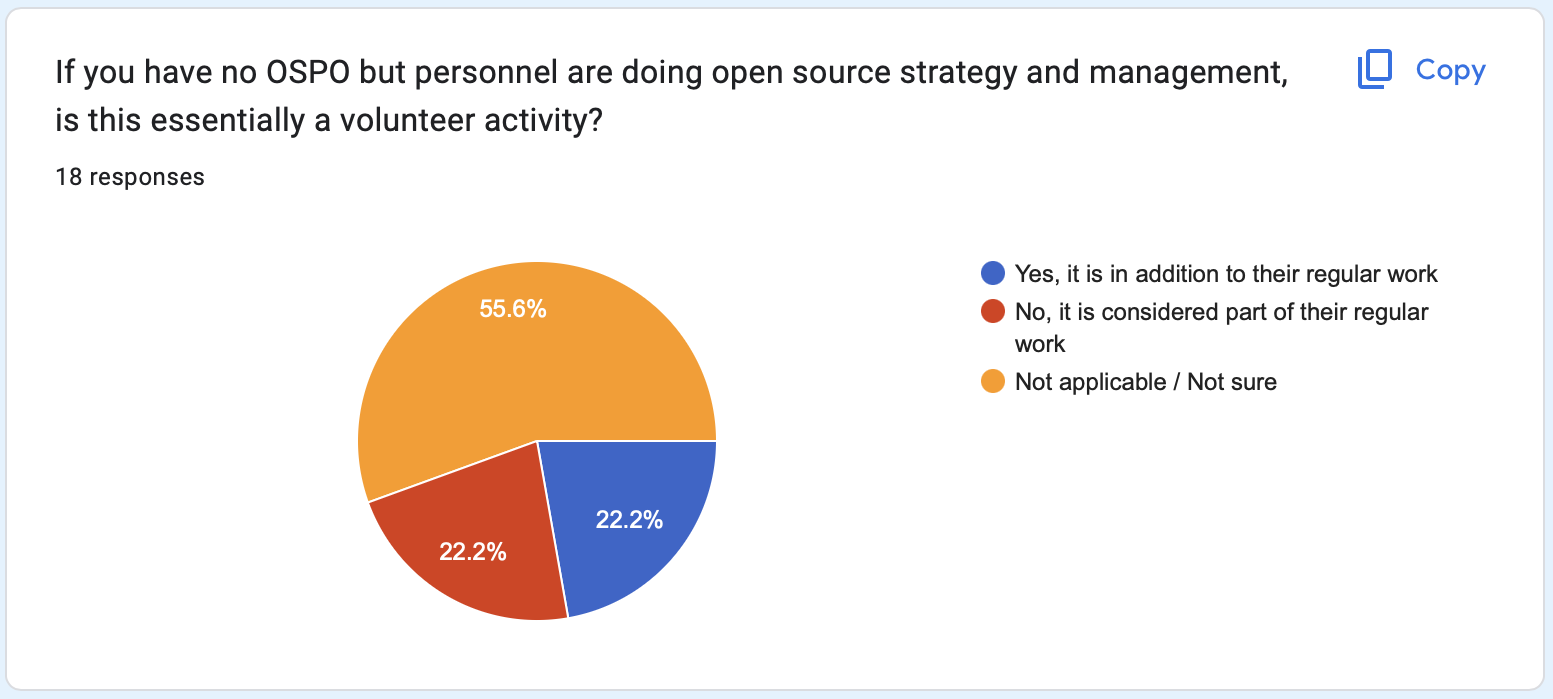 If you have no OSPO but personnel are doing open source strategy and management,
is this essentially a volunteer activity?
Copy
18 responses
55.6%
22.2%
22.2%
Yes, it is in addition to their regular work
No, it is considered part of their regular
work
Not applicable / Not sure